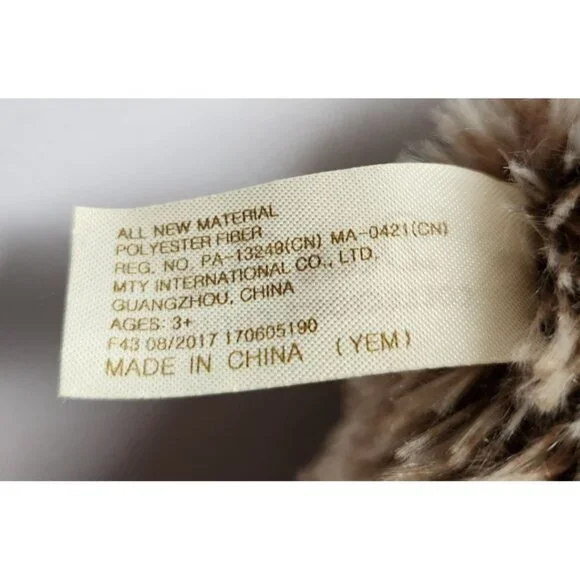 ALL NEW MATERIAL
POLYESTER FIBER
REG. NO. PA-13249(CN) MA-0421(CN)
MTY INTERNATIONAL CO., LTD.
GUANGZHOU, CHINA
AGES: 3+
F43 08/2017 170605190
MADE IN CHINA (YEM)